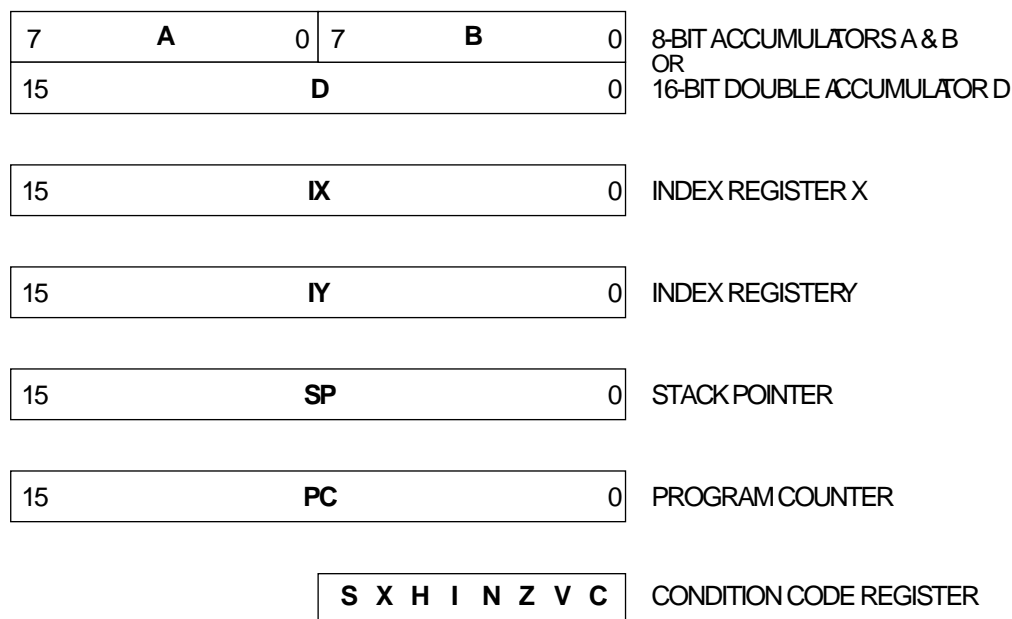 7 A 0 7 B 0 8-BIT ACCUMULATORS A & B
OR
15 D 0 16-BIT DOUBLE ACCUMULATOR D
15 IX 0 INDEX REGISTER X
15 IY 0 INDEX REGISTER Y
15 SP 0 STACK POINTER
15 PC 0 PROGRAM COUNTER
S X H I N Z V C CONDITION CODE REGISTER